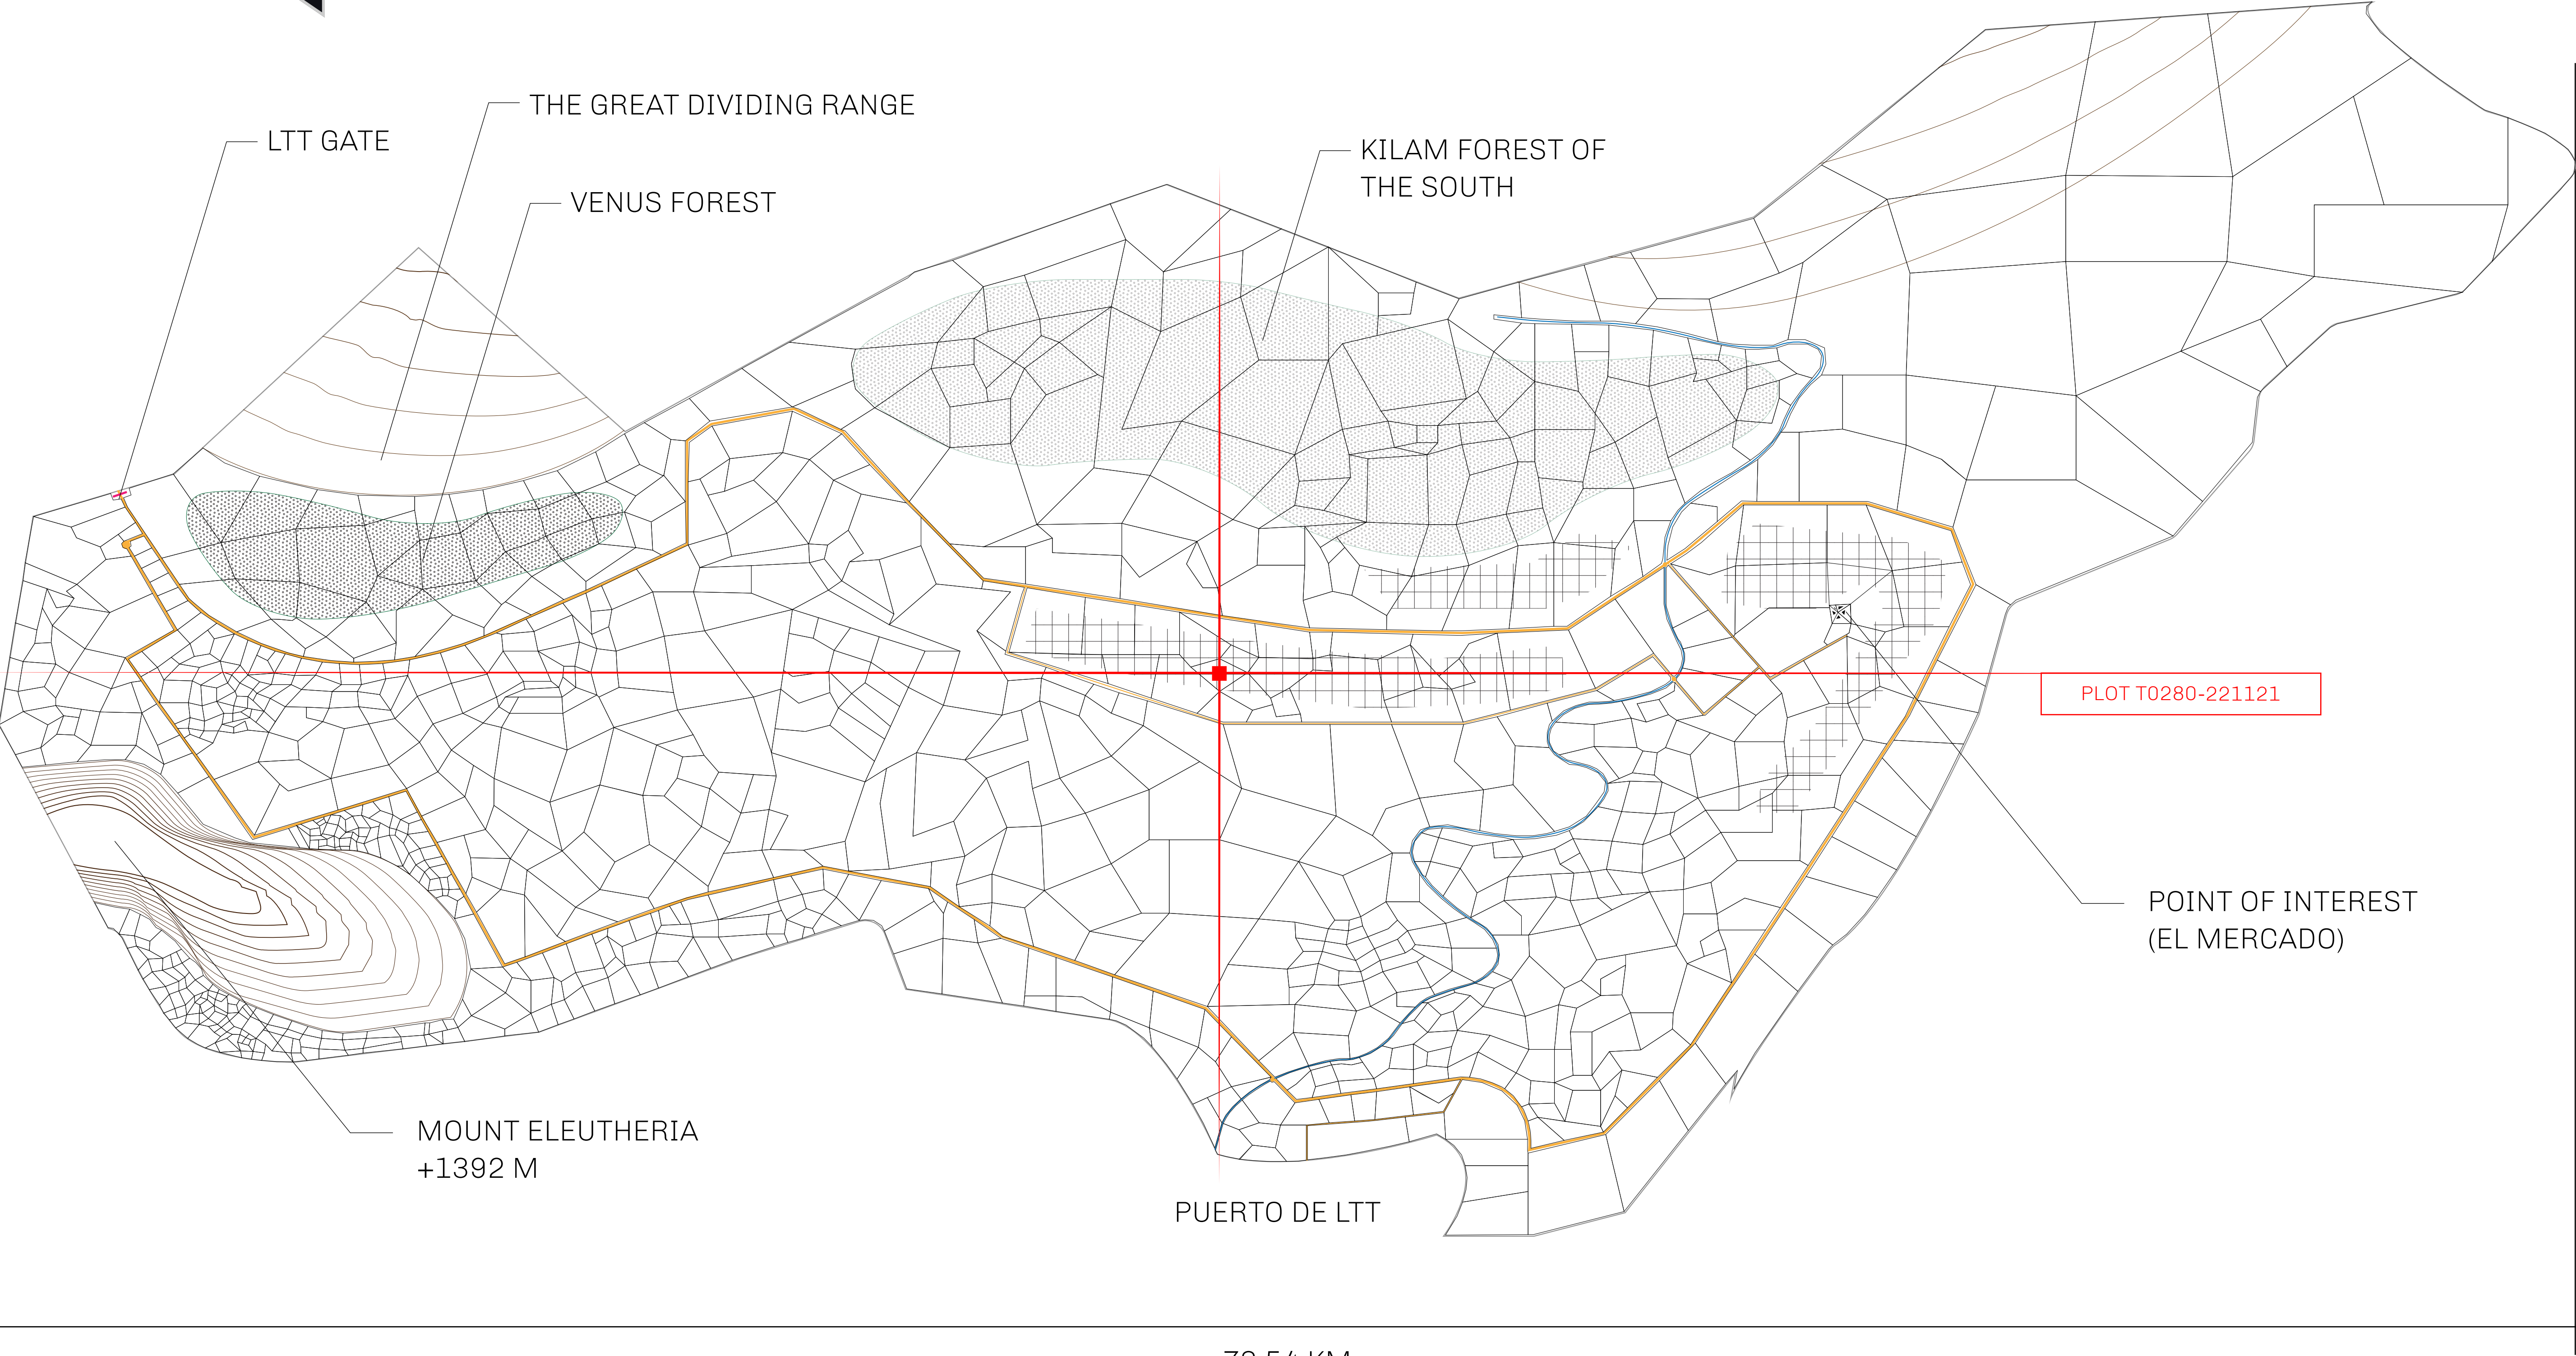 THE GREAT DIVIDING RANGE
LTT GATE
VENUS FOREST
KILAM FOREST OF
THE SOUTH
PLOT T0280-221121
POINT OF INTEREST
(EL MERCADO)
MOUNT ELEUTHERIA
+1392 M
PUERTO DE LTT
KM